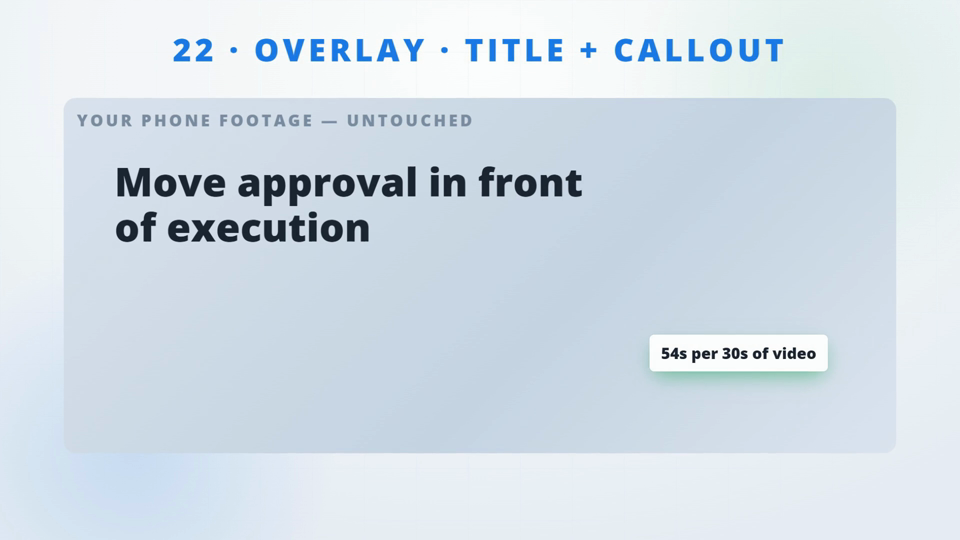 22 · OVERLAY · TITLE + CALLOUT
YOUR PHONE FOOTAGE — UNTOUCHED
Move approval in front
of execution
54s per 30s of video